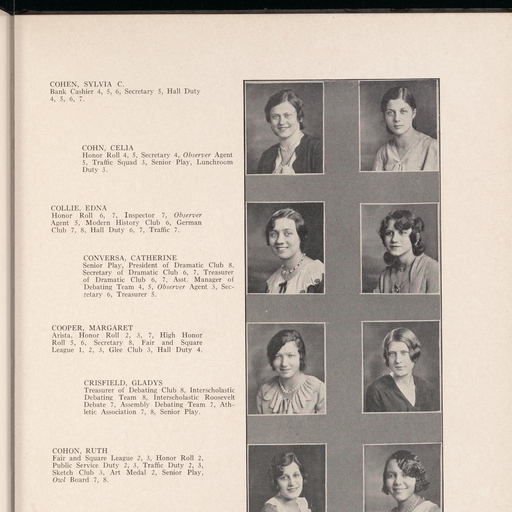 COHEN, SYLVIA C.
Bank Cashier 4, 5, 6, Secretary 5, Hall Duty
4, 5, 6, 7.
COHN, CELIA
Honor Roll 4, 5, Secretary 4, Observer Agent
5, Traffic Squad 3, Senior Play, Lunchroom
Duty 3.
COLLIE, EDNA
Honor Roll 6, 7, Inspector 7, Observer
Agent 5, Modern History Club 6, German
Club 7, 8, Hall Duty 6, 7, Traffic 7.
CONVERSA, CATHERINE
Senior Play, President of Dramatic Club 8,
Secretary of Dramatic Club 6, 7, Treasurer
of Dramatic Club 6, 7, Asst. Manager of
Debating Team 4, 5, Observer Agent 3, Sec-
retary 6, Treasurer 5.
COOPER, MARGARET
Arista, Honor Roll 2, 3, 7, High Honor
Roll 5, 6, Secretary 8, Fair and Square
League 1, 2, 3, Glee Club 3, Hall Duty 4.
CRISFIELD, GLADYS
Treasurer of Debating Club 8, Interscholastic
Debating Team 8, Interscholastic Roosevelt
Debate 7, Assembly Debating Team 7, Ath-
letic Association 7, 8, Senior Play.
COHON, RUTH
Fair and Square League 2, 3, Honor Roll 2,
Public Service Duty 2, 3, Traffic Duty 2, 3,
Sketch Club 3, Art Medal 2, Senior Play,
Owl Board 7, 8.